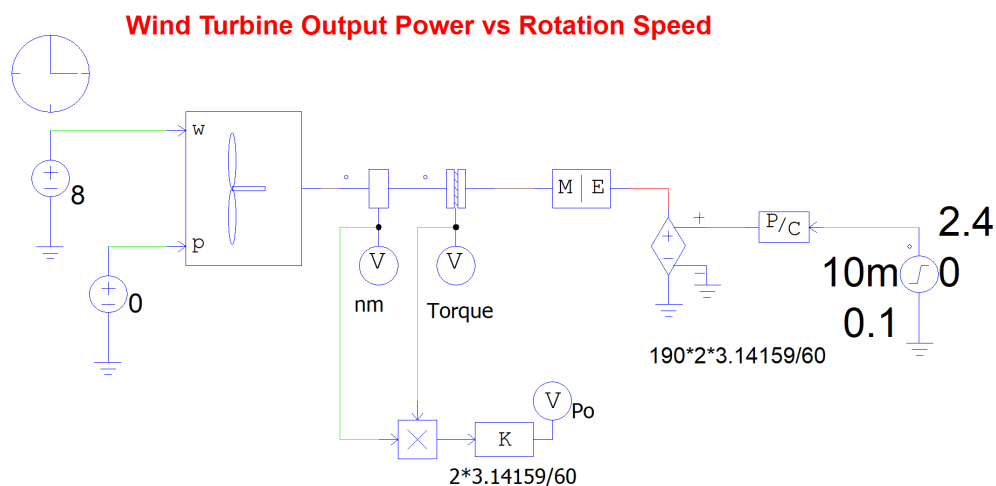 Wind Turbine Output Power vs Rotation Speed
w
8
p
0
V
nm
V
Torque
M | E
P/C
2.4
10m
0
0.1
190*2*3.14159/60
V
Po
K
2*3.14159/60